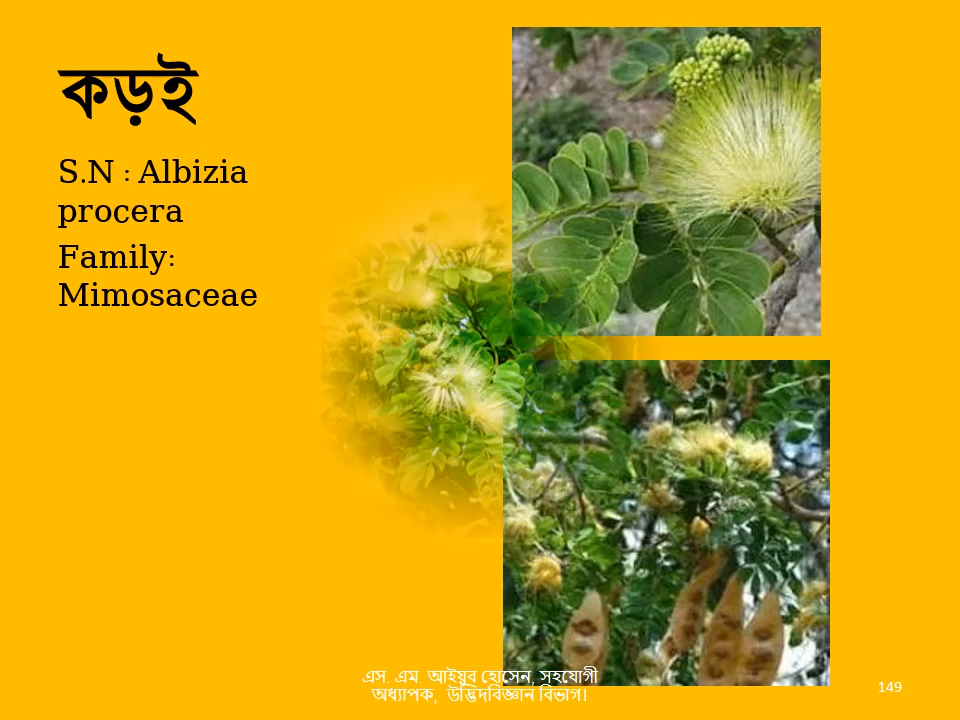 কড়ই
S.N : Albizia
procera
Family:
Mimosaceae
এস. এম. আইয়ুব হোসেন, সহযোগী
অধ্যাপক, উদ্ভিদবিজ্ঞান বিভাগ।
149